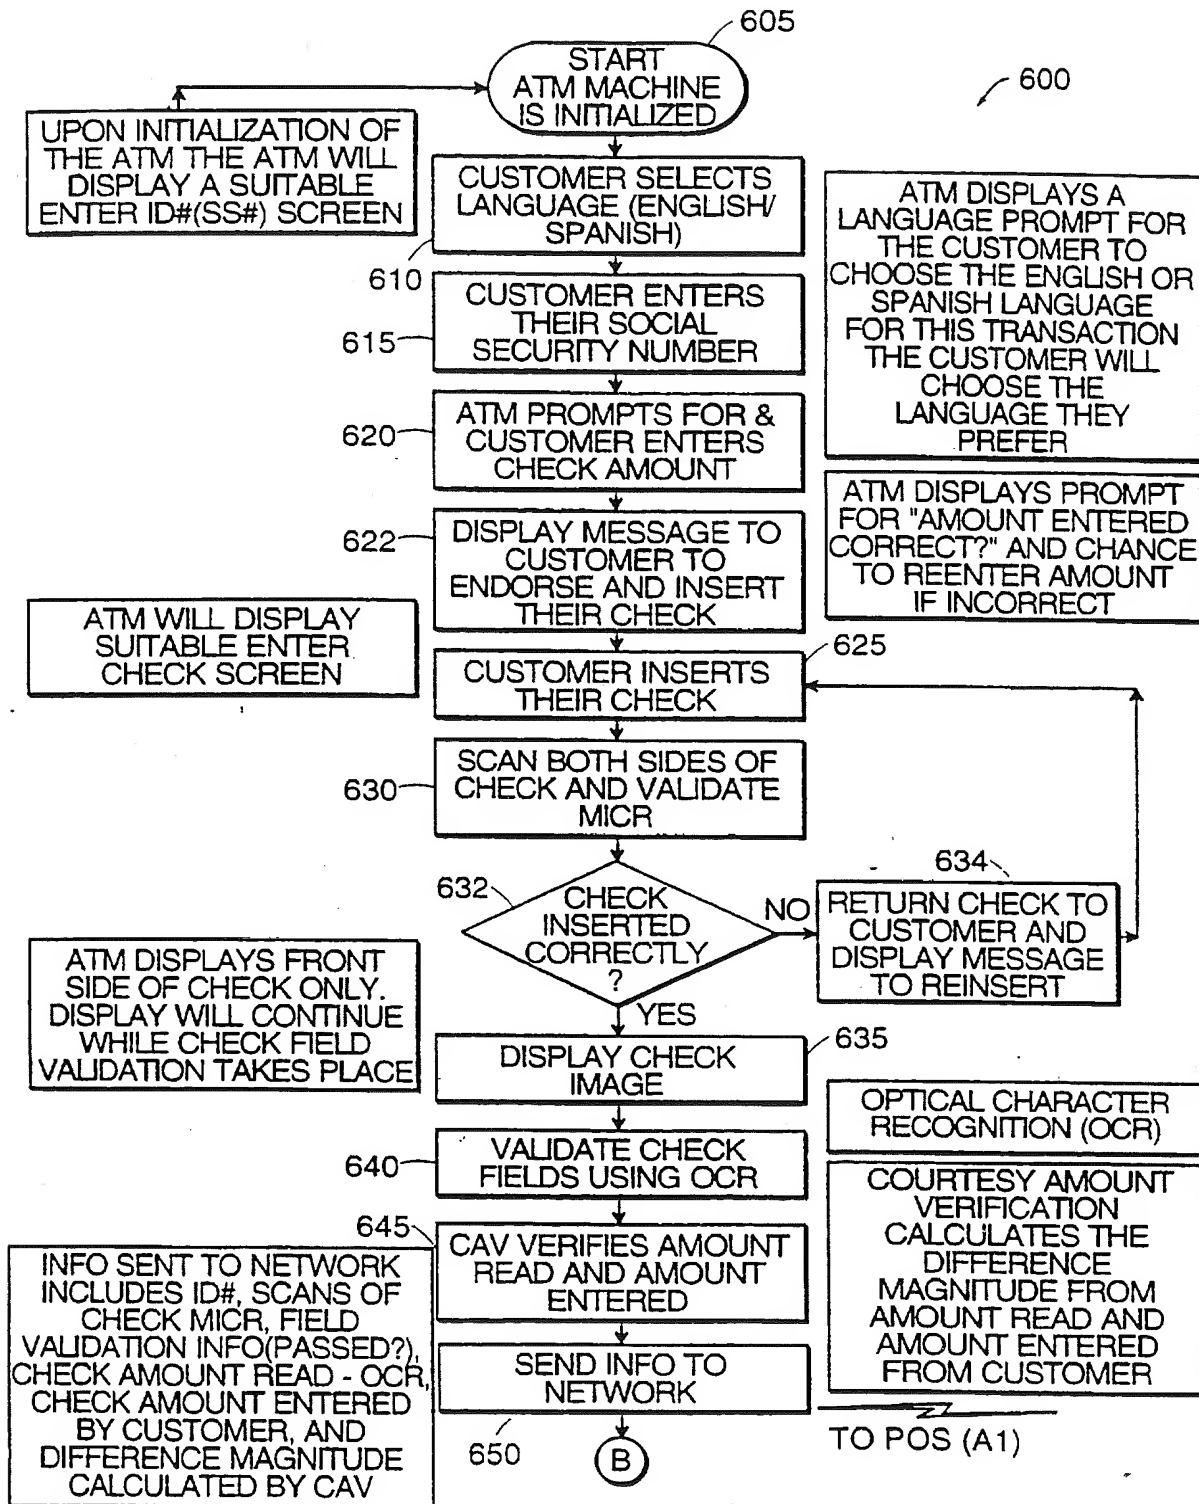 605
START
ATM MACHINE
IS INITIALIZED
600
UPON INITIALIZATION OF
THE ATM THE ATM WILL
DISPLAY A SUITABLE
ENTER ID#(SS#) SCREEN
CUSTOMER SELECTS
LANGUAGE (ENGLISH/
SPANISH)
610
ATM DISPLAYS A
LANGUAGE PROMPT FOR
THE CUSTOMER TO
CHOOSE THE ENGLISH OR
SPANISH LANGUAGE
FOR THIS TRANSACTION
THE CUSTOMER WILL
CHOOSE THE
LANGUAGE THEY
PREFER
CUSTOMER ENTERS
THEIR SOCIAL
SECURITY NUMBER
615
ATM PROMPTS FOR &
CUSTOMER ENTERS
CHECK AMOUNT
620
ATM DISPLAYS PROMPT
FOR "AMOUNT ENTERED
CORRECT?" AND CHANCE
TO REENTER AMOUNT
IF INCORRECT
622
DISPLAY MESSAGE TO
CUSTOMER TO
ENDORSE AND INSERT
THEIR CHECK
ATM WILL DISPLAY
SUITABLE ENTER
CHECK SCREEN
625
CUSTOMER INSERTS
THEIR CHECK
630
SCAN BOTH SIDES OF
CHECK AND VALIDATE
MICR
632
CHECK
INSERTED
CORRECTLY
?
NO
634
RETURN CHECK TO
CUSTOMER AND
DISPLAY MESSAGE
TO REINSERT
YES
ATM DISPLAYS FRONT
SIDE OF CHECK ONLY.
DISPLAY WILL CONTINUE
WHILE CHECK FIELD
VALIDATION TAKES PLACE
635
DISPLAY CHECK
IMAGE
OPTICAL CHARACTER
RECOGNITION (OCR)
640
VALIDATE CHECK
FIELDS USING OCR
COURTESY AMOUNT
VERIFICATION
CALCULATES THE
DIFFERENCE
MAGNITUDE FROM
AMOUNT READ AND
AMOUNT ENTERED
FROM CUSTOMER
645
CAV VERIFIES AMOUNT
READ AND AMOUNT
ENTERED
INFO SENT TO NETWORK
INCLUDES ID#, SCANS OF
CHECK MICR, FIELD
VALIDATION INFO(PASSED?),
CHECK AMOUNT READ - OCR,
CHECK AMOUNT ENTERED
BY CUSTOMER, AND
DIFFERENCE MAGNITUDE
CALCULATED BY CAV
SEND INFO TO
NETWORK
650
B
TO POS (A1)